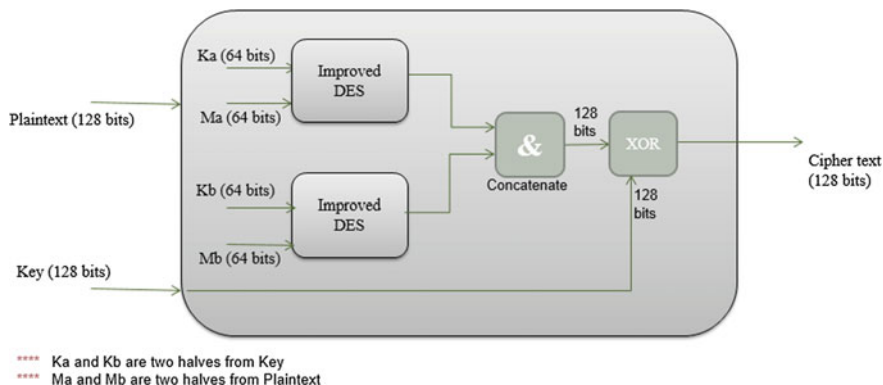 Ka (64 bits)
Improved
DES
Ma (64 bits)
Plaintext (128 bits)
&
Concatenate
128
bits
XOR
Cipher text
(128 bits)
Kb (64 bits)
Improved
DES
Mb (64 bits)
128
bits
Key (128 bits)
**** Ka and Kb are two halves from Key
**** Ma and Mb are two halves from Plaintext